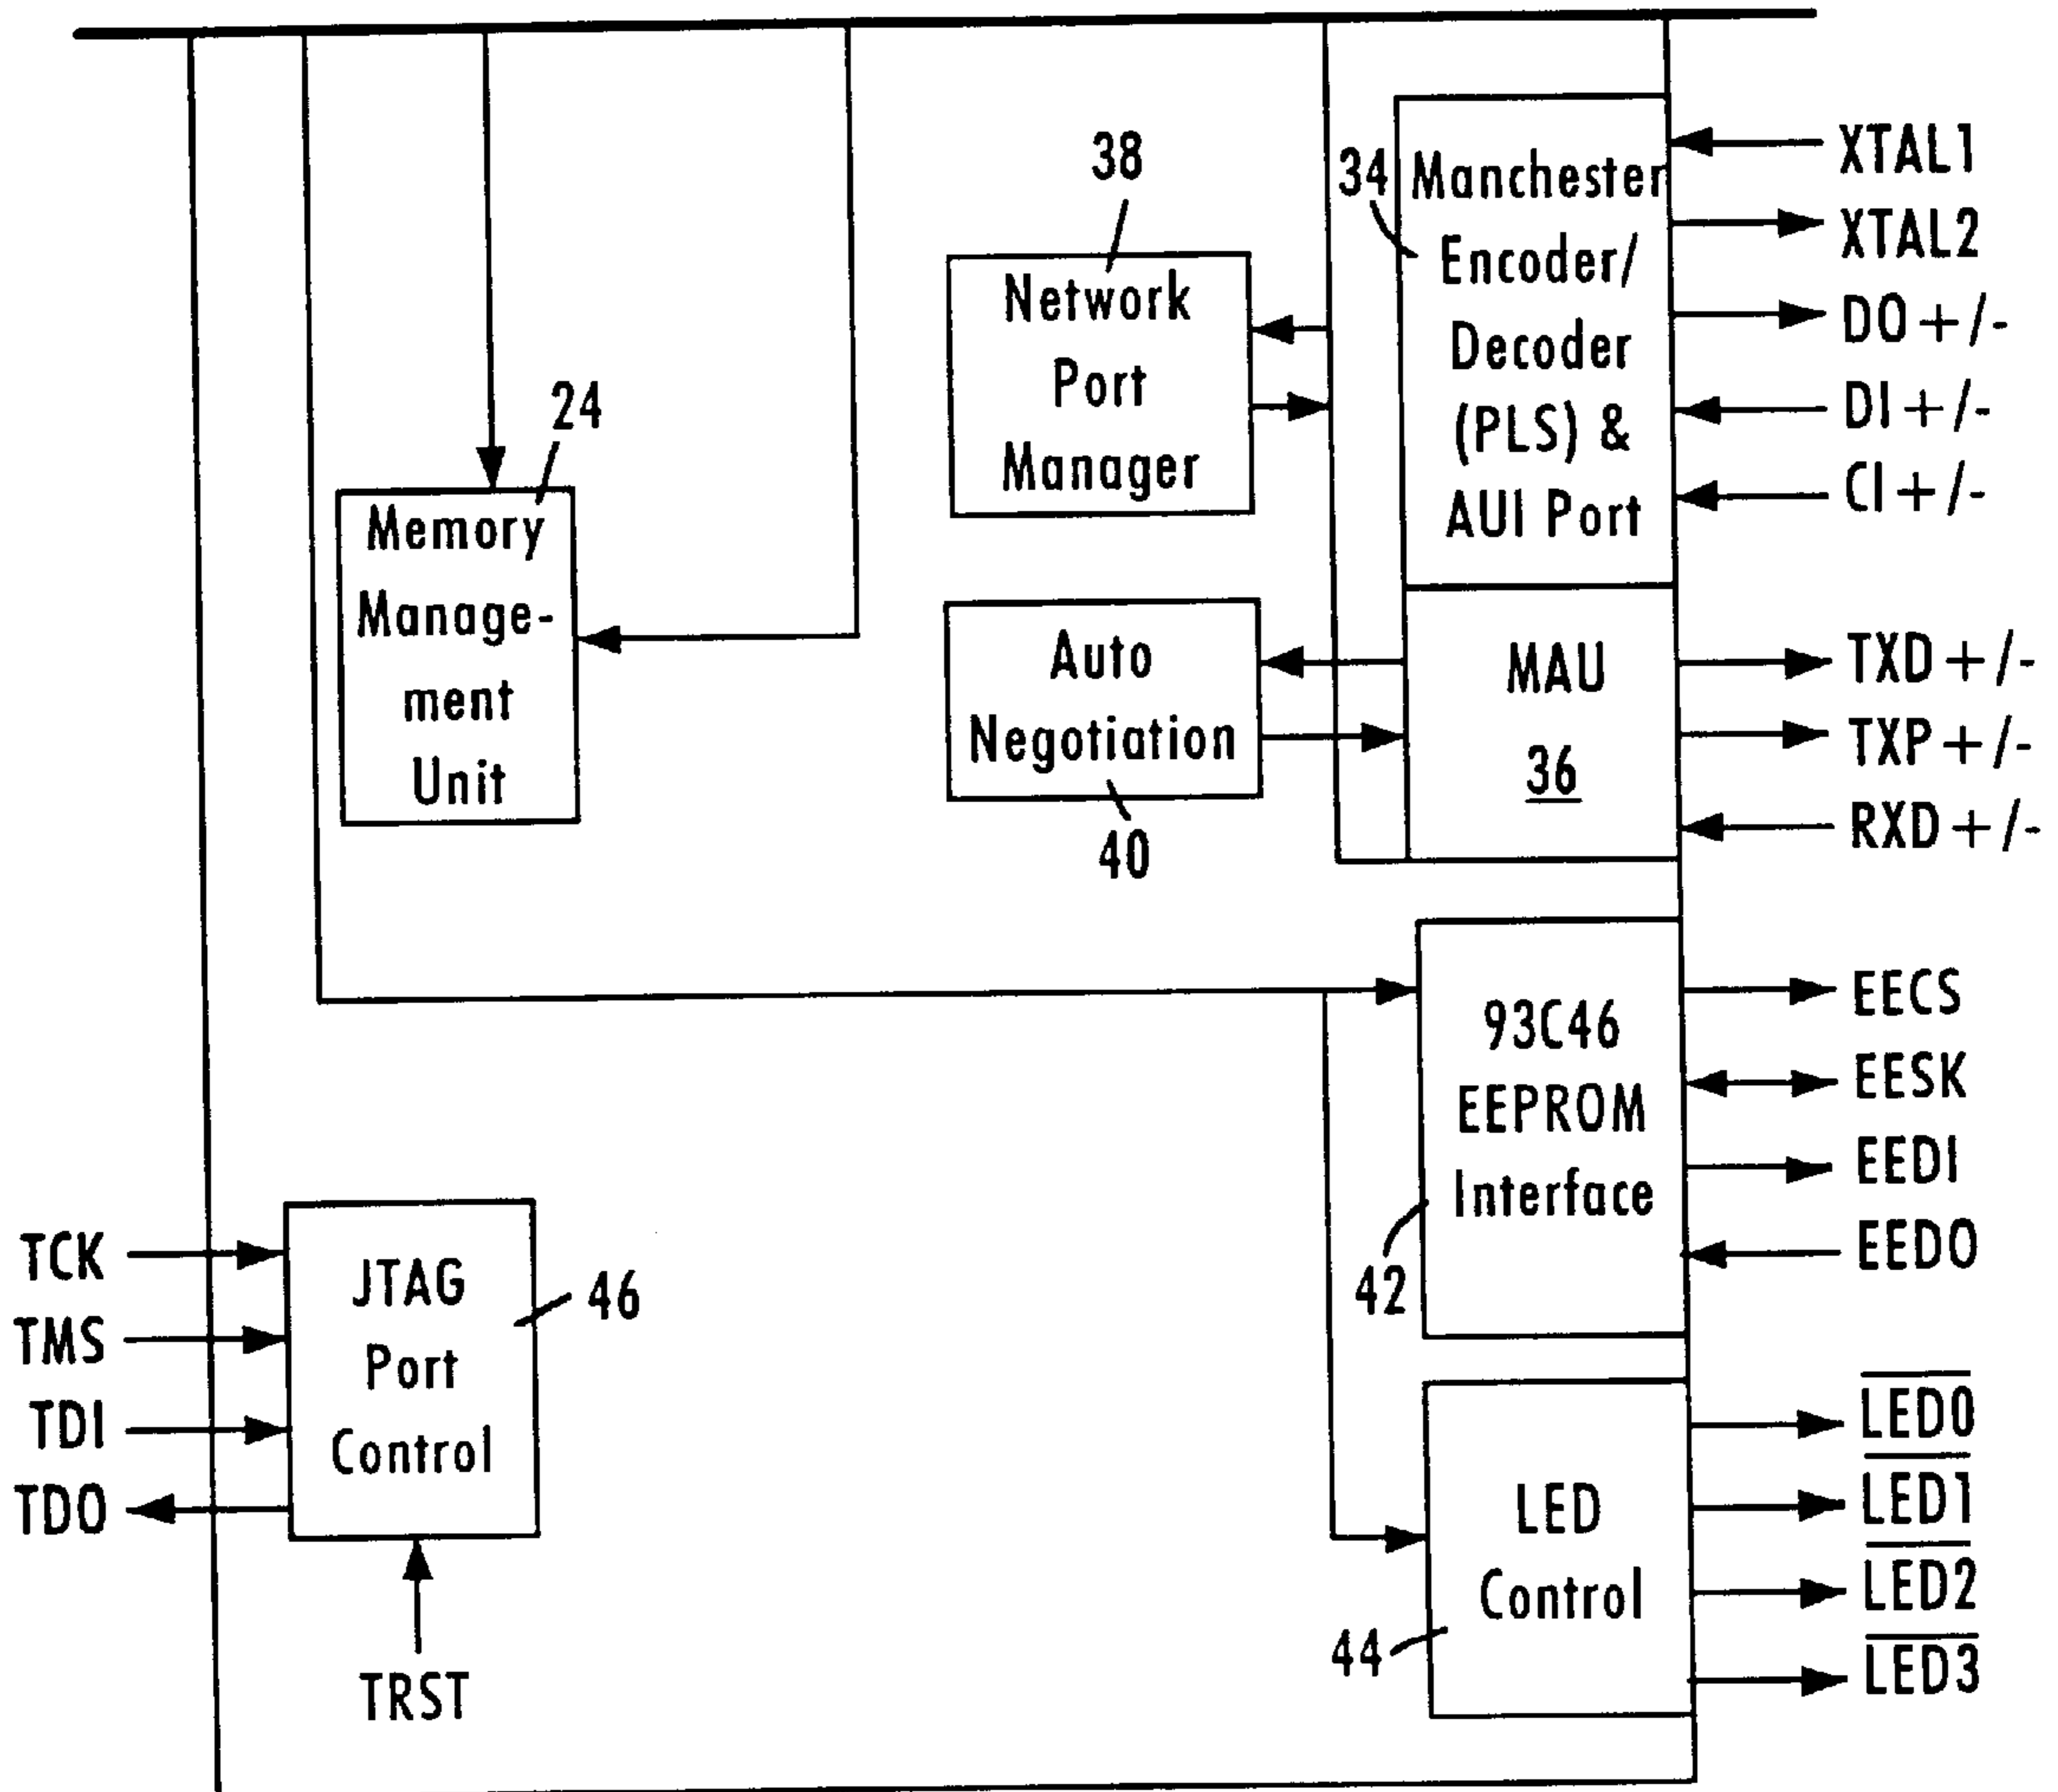 38
Network
Port
Manager
34
Manchester
Encoder/
Decoder
(PLS) &
AUI Port
XTAL1
XTAL2
DO+/-
DI+/-
CI+/-
24
Memory
Manage-
ment
Unit
Auto
Negotiation
40
MAU
36
TXD+/-
TXP+/-
RXD+/-
93C46
EEPROM
Interface
42
EECS
EESK
EEDI
EEDO
TCK
TMS
TDI
TDO
JTAG
Port
Control
46
TRST
LED
Control
44
LED0
LED1
LED2
LED3